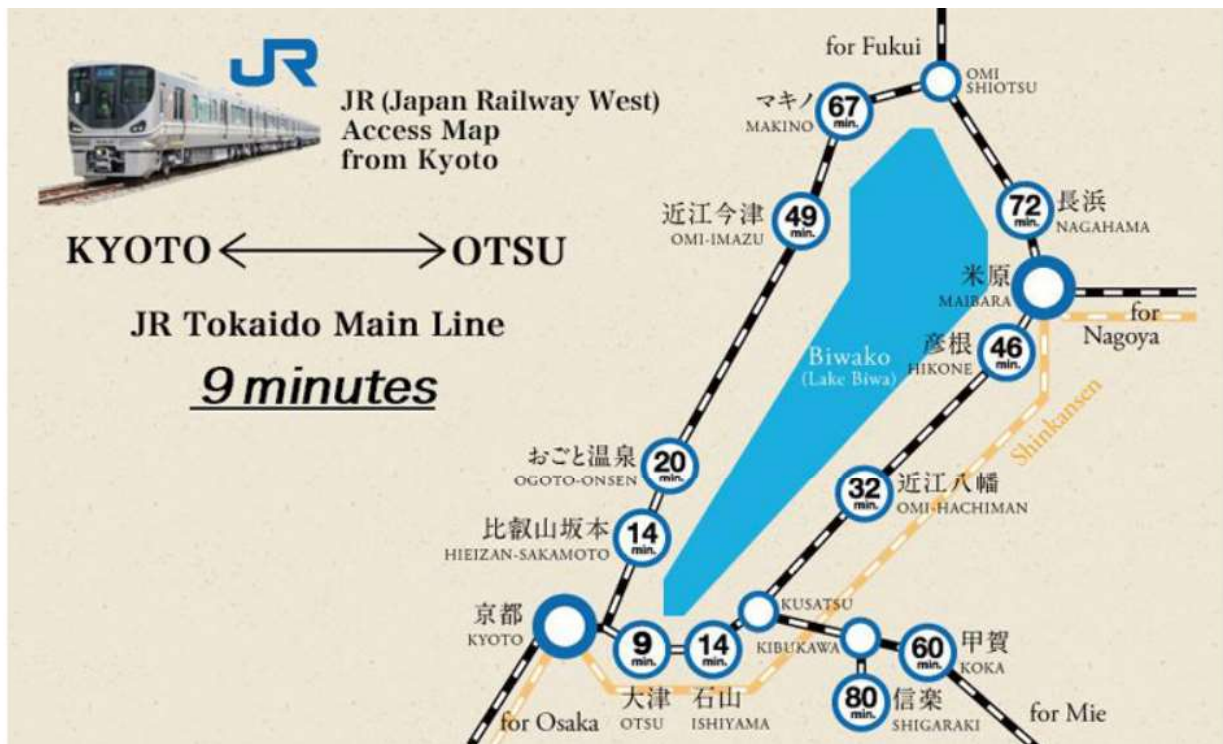 JR
JR (Japan Railway West)
Access Map
from Kyoto
KYOTO
OTSU
JR Tokaido Main Line
9 minutes
for Fukui
OMI
SHIOTSU
マキノ
MAKINO
67
min.
近江今津
OMI-IMAZU
49
min.
72
min.
長浜
NAGAHAMA
米原
MAIBARA
for
Nagoya
彦根
HIKONE
46
min.
Biwako
(Lake Biwa)
Shinkansen
おごと温泉
OGOTO-ONSEN
20
min.
32
min.
近江八幡
OMI-HACHIMAN
比叡山坂本
HIEIZAN-SAKAMOTO
14
min.
京都
KYOTO
KUSATSU
KIBUKAWA
9
min.
大津
OTSU
14
min.
石山
ISHIYAMA
60
min.
甲賀
KOKA
80
min.
信楽
SHIGARAKI
for Osaka
for Mie